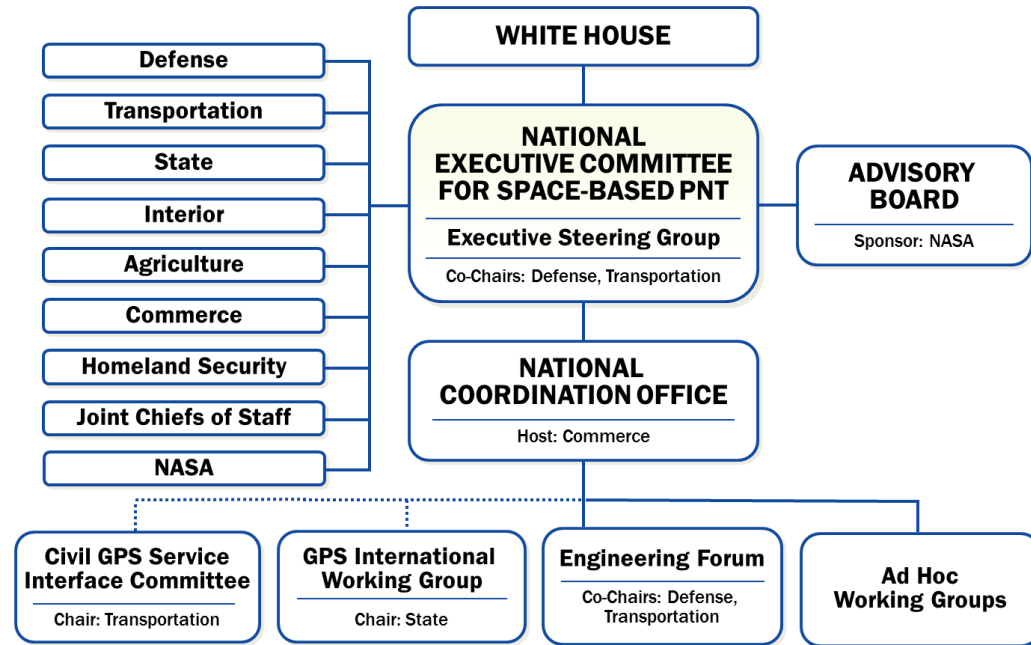 WHITE HOUSE
Defense
Transportation
State
Interior
Agriculture
Commerce
Homeland Security
Joint Chiefs of Staff
NASA
NATIONAL
EXECUTIVE COMMITTEE
FOR SPACE-BASED PNT
Executive Steering Group
Co-Chairs: Defense, Transportation
ADVISORY
BOARD
Sponsor: NASA
NATIONAL
COORDINATION OFFICE
Host: Commerce
Civil GPS Service
Interface Committee
Chair: Transportation
GPS International
Working Group
Chair: State
Engineering Forum
Co-Chairs: Defense,
Transportation
Ad Hoc
Working Groups